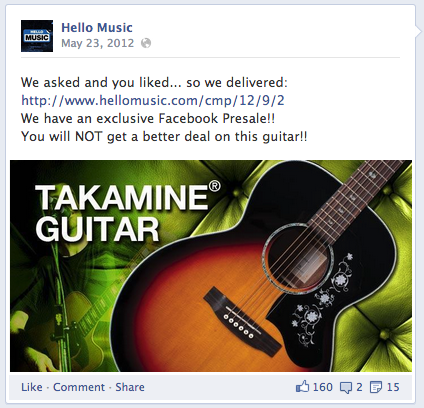 HELLO
MUSIC
Hello Music
May 23, 2012
We asked and you liked... so we delivered:
http://www.hellomusic.com/cmp/12/9/2
We have an exclusive Facebook Presale!!
You will NOT get a better deal on this guitar!!
TAKAMINE®
GUITAR
Like · Comment · Share 160 2 15